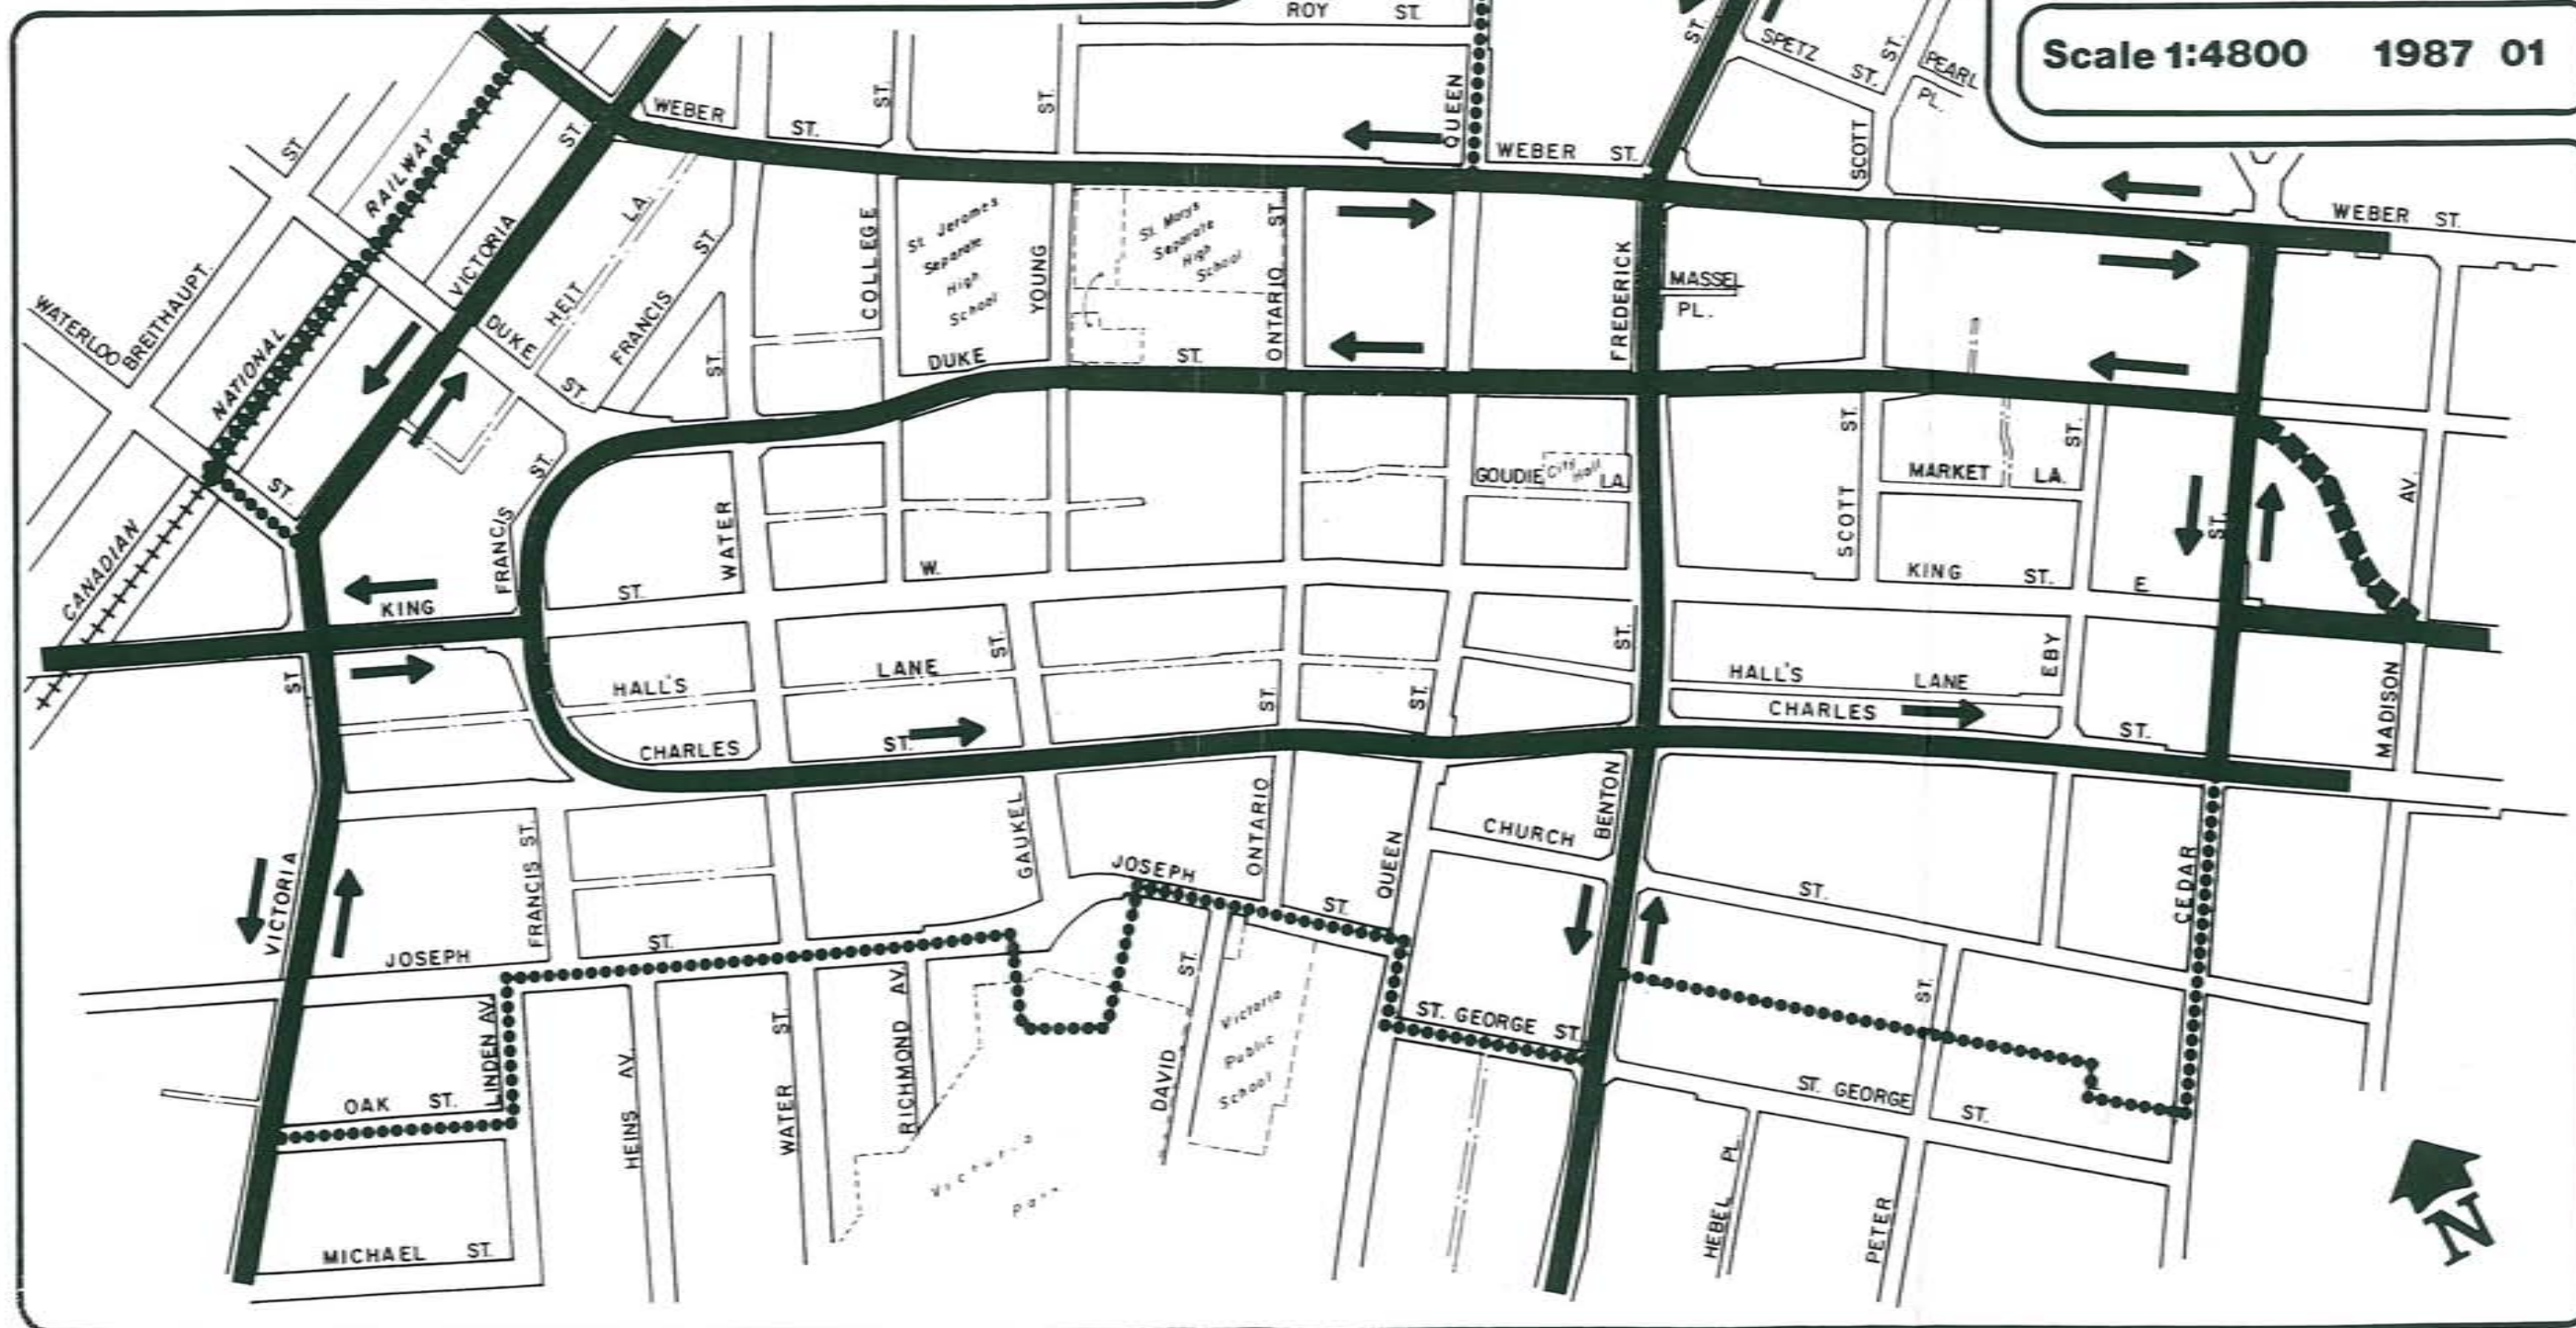 ROY ST.
ST.
SPETZ ST.
ST.
PEARL
PL.
Scale 1:4800 1987 01
WEBER ST.
ST.
ST.
QUEEN
WEBER ST.
SCOTT
WEBER ST.
ST.
RAILWAY
ST.
VICTORIA
HEIT LA.
FRANCIS ST.
COLLEGE
St. Jeromes
Separate
High
School
YOUNG
St. Marys
Separate
High
School
ONTARIO ST.
FREDERICK
MASSEL
PL.
WATERLOO
BREITHAUPT.
NATIONAL
DUKE
ST.
ST.
DUKE ST.
ST.
ST.
CANADIAN
ST.
FRANCIS
WATER
GOUDIE
City
Hall
LA.
ST.
SCOTT
MARKET LA.
ST.
ST.
AV.
KING
ST.
W.
KING ST. E
ST
HALL'S
LANE
ST.
ST.
ST.
ST.
HALL'S LANE
EBY
MADISON
CHARLES
ST.
CHARLES
ST.
VICTORIA
FRANCIS ST.
GAUKEL
ONTARIO
QUEEN
CHURCH
BENTON
ST.
CEDAR
JOSEPH
ST.
JOSEPH
ST.
ST.
LINDEN AV.
OAK ST.
HEINS AV.
WATER ST.
RICHMOND AV.
DAVID
ST.
Victoria
Public
School
ST. GEORGE ST.
ST. GEORGE
ST.
Victoria
Park
HEBEL PL.
PETER
MICHAEL ST.
N